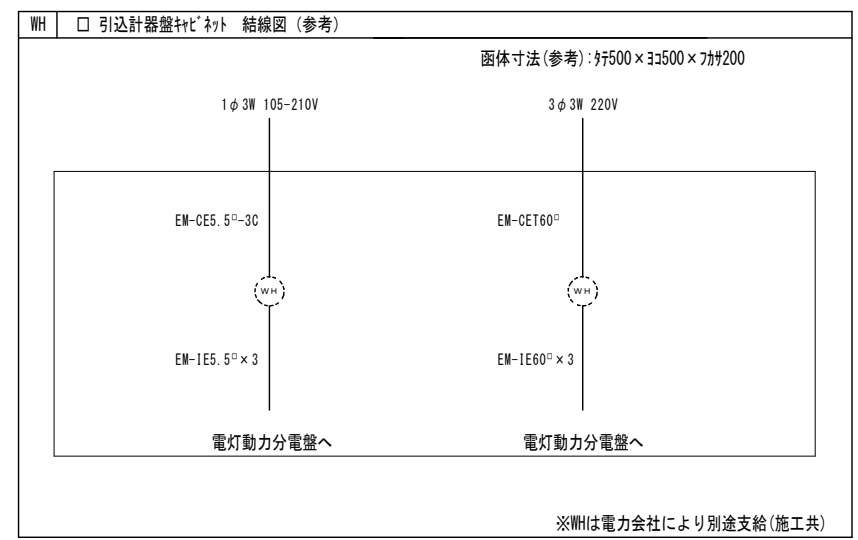 WH □ 引込計器盤ｷｬﾋﾞﾈｯﾄ 結線図（参考）
函体寸法(参考):ﾀﾃ500×ﾖｺ500×ﾌｶｻ200
1φ3W 105-210V
3φ3W 220V
EM-CE5.5□-3C
EM-CET60□
WH
WH
EM-IE5.5□×3
EM-IE60□×3
電灯動力分電盤へ
電灯動力分電盤へ
※WHは電力会社により別途支給(施工共)